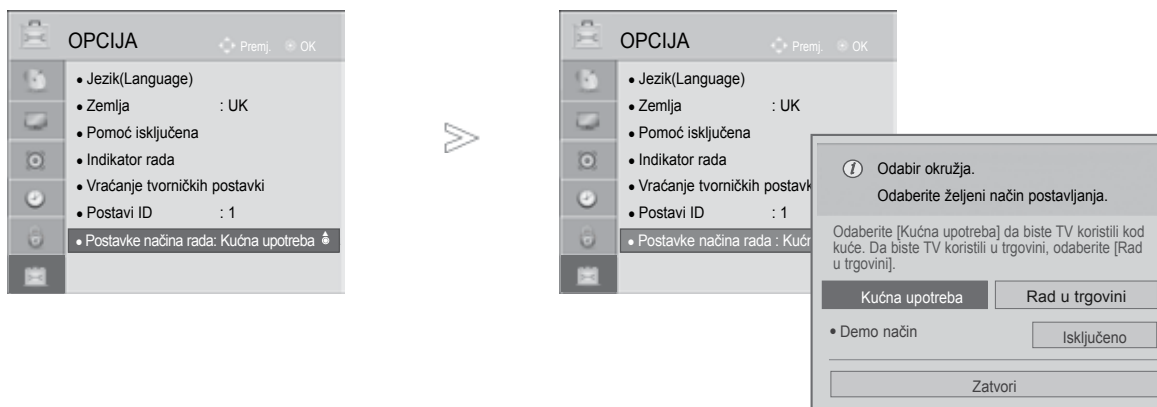 OPCIJA
Premj. OK
• Jezik(Language)
• Zemlja : UK
• Pomoć isključena
• Indikator rada
• Vraćanje tvorničkih postavki
• Postavi ID : 1
• Postavke načina rada: Kućna upotreba
OPCIJA
Premj. OK
• Jezik(Language)
• Zemlja : UK
• Pomoć isključena
• Indikator rada
• Vraćanje tvorničkih postavk
• Postavi ID : 1
• Postavke načina rada : Kućn
Odabir okružja.
Odaberite željeni način postavljanja.
Odaberite [Kućna upotreba] da biste TV koristili kod
kuće. Da biste TV koristili u trgovini, odaberite [Rad
u trgovini].
Kućna upotreba
Rad u trgovini
• Demo način
Isključeno
Zatvori